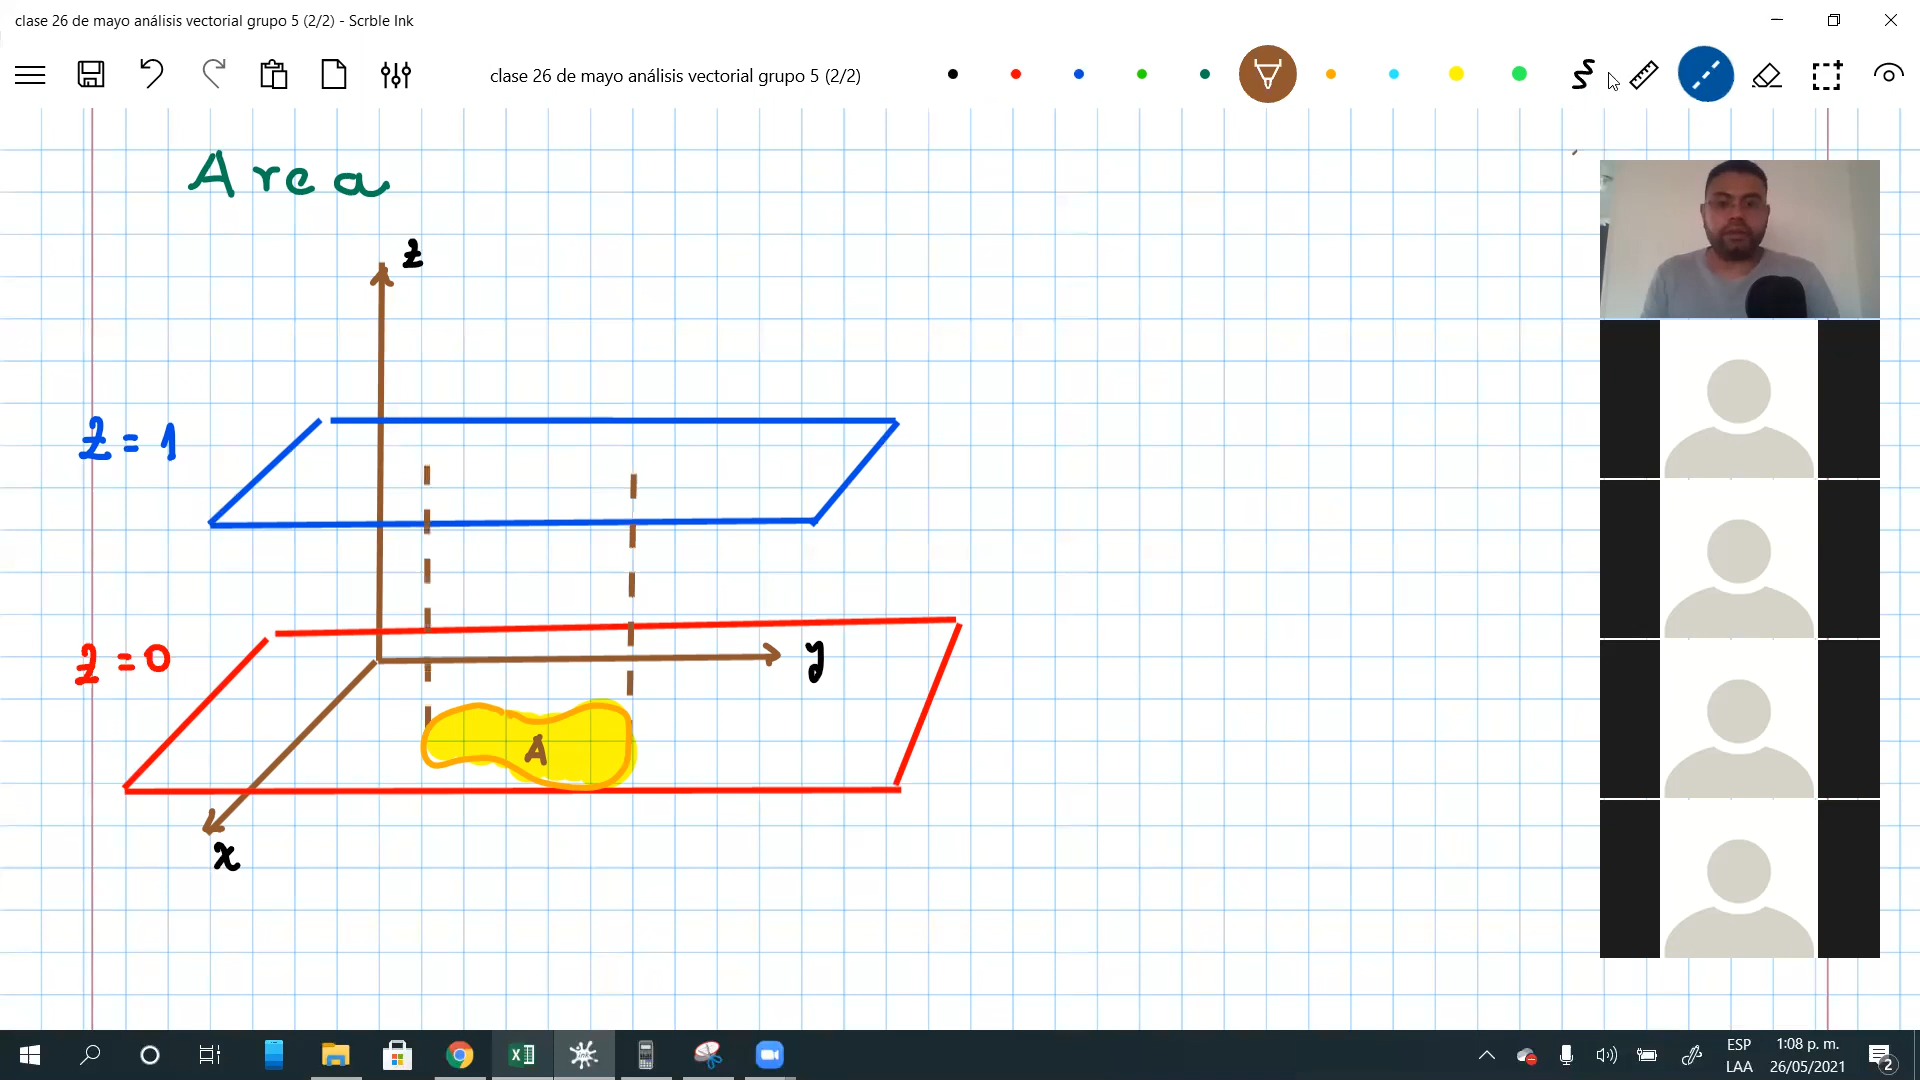 clase 26 de mayo análisis vectorial grupo 5 (2/2) - Scrble Ink
clase 26 de mayo análisis vectorial grupo 5 (2/2)
Area
z
z = 1
z = 0
y
A
x
ESP
LAA
1:08 p. m.
26/05/2021
2